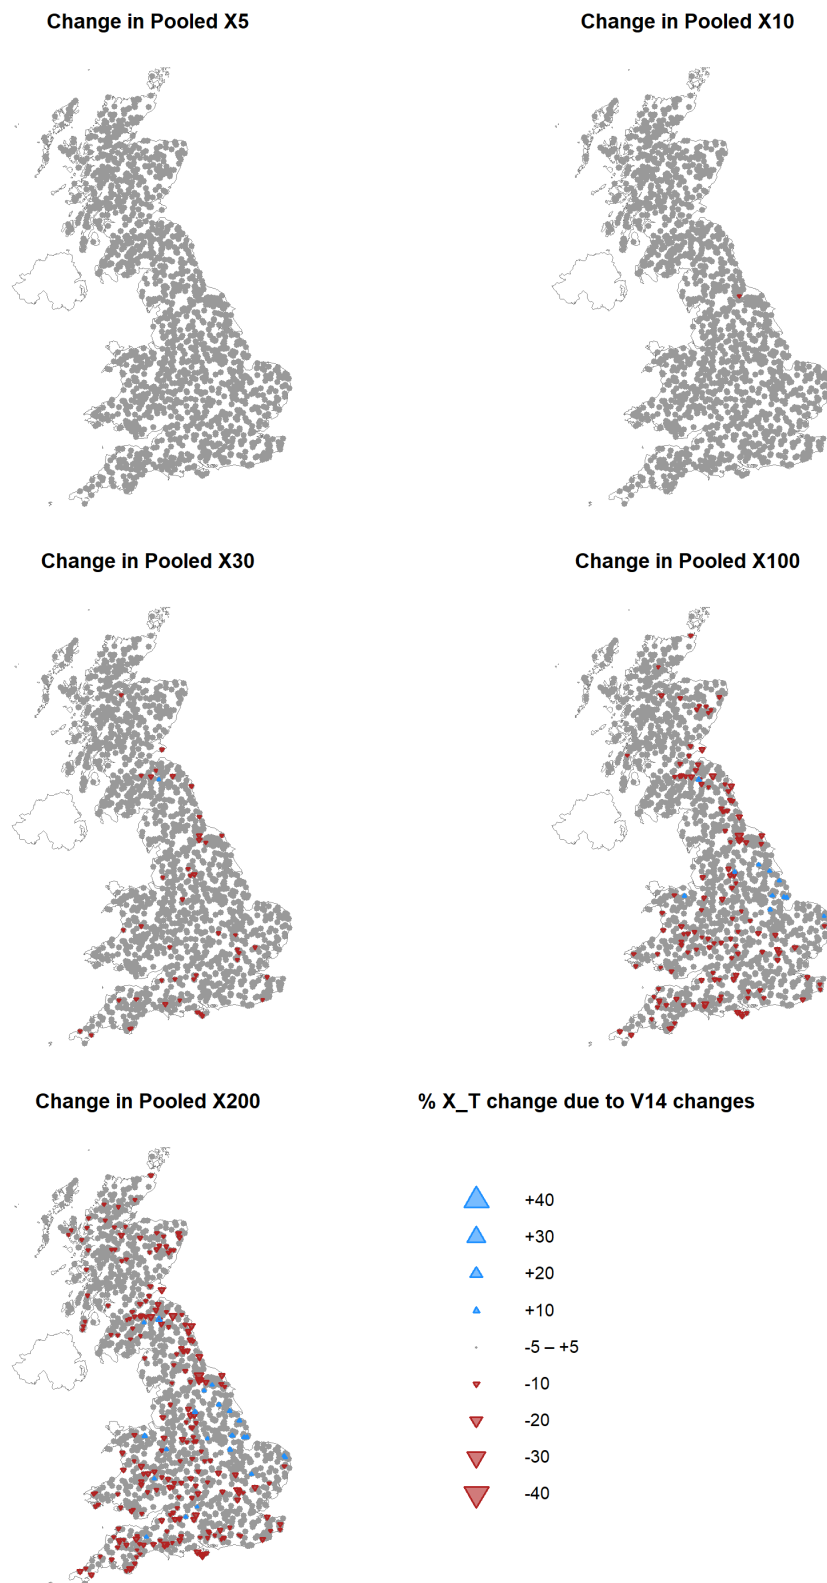 Change in Pooled X5
Change in Pooled X10
Change in Pooled X30
Change in Pooled X100
Change in Pooled X200
% X_T change due to V14 changes
+40
+30
+20
+10
-5 – +5
-10
-20
-30
-40